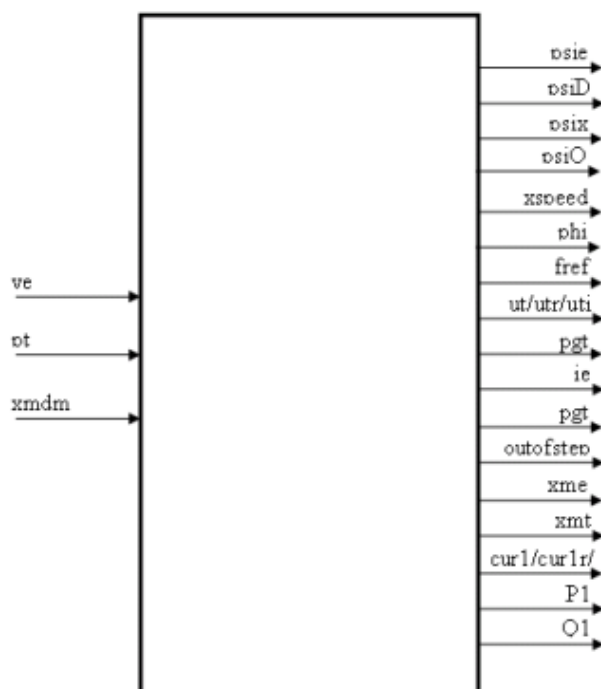 psie
psiD
psix
psiQ
xspeed
phi
fref
ve
ut/utr/uti
pt
pgt
ie
xmdm
pgt
outofstep
xme
xmt
cur1/cur1r/
P1
Q1